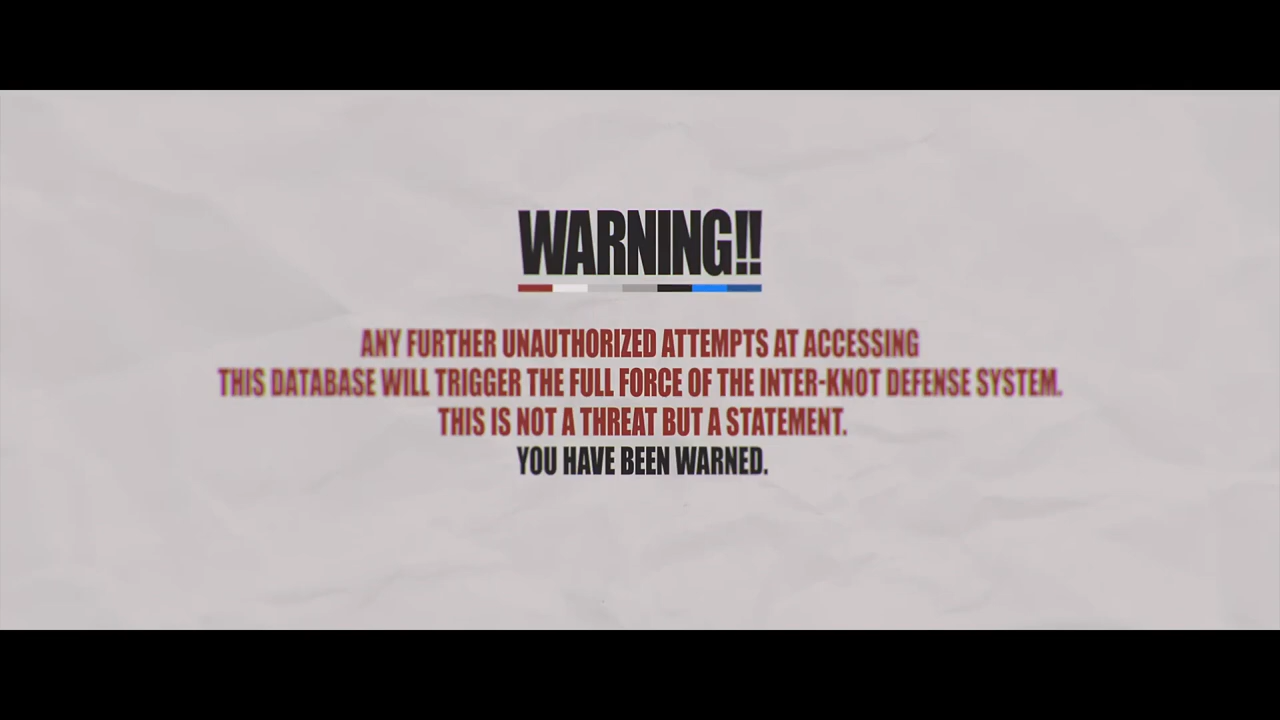 WARNING!!
ANY FURTHER UNAUTHORIZED ATTEMPTS AT ACCESSING
THIS DATABASE WILL TRIGGER THE FULL FORCE OF THE INTER-KNOT DEFENSE SYSTEM.
THIS IS NOT A THREAT BUT A STATEMENT.
YOU HAVE BEEN WARNED.